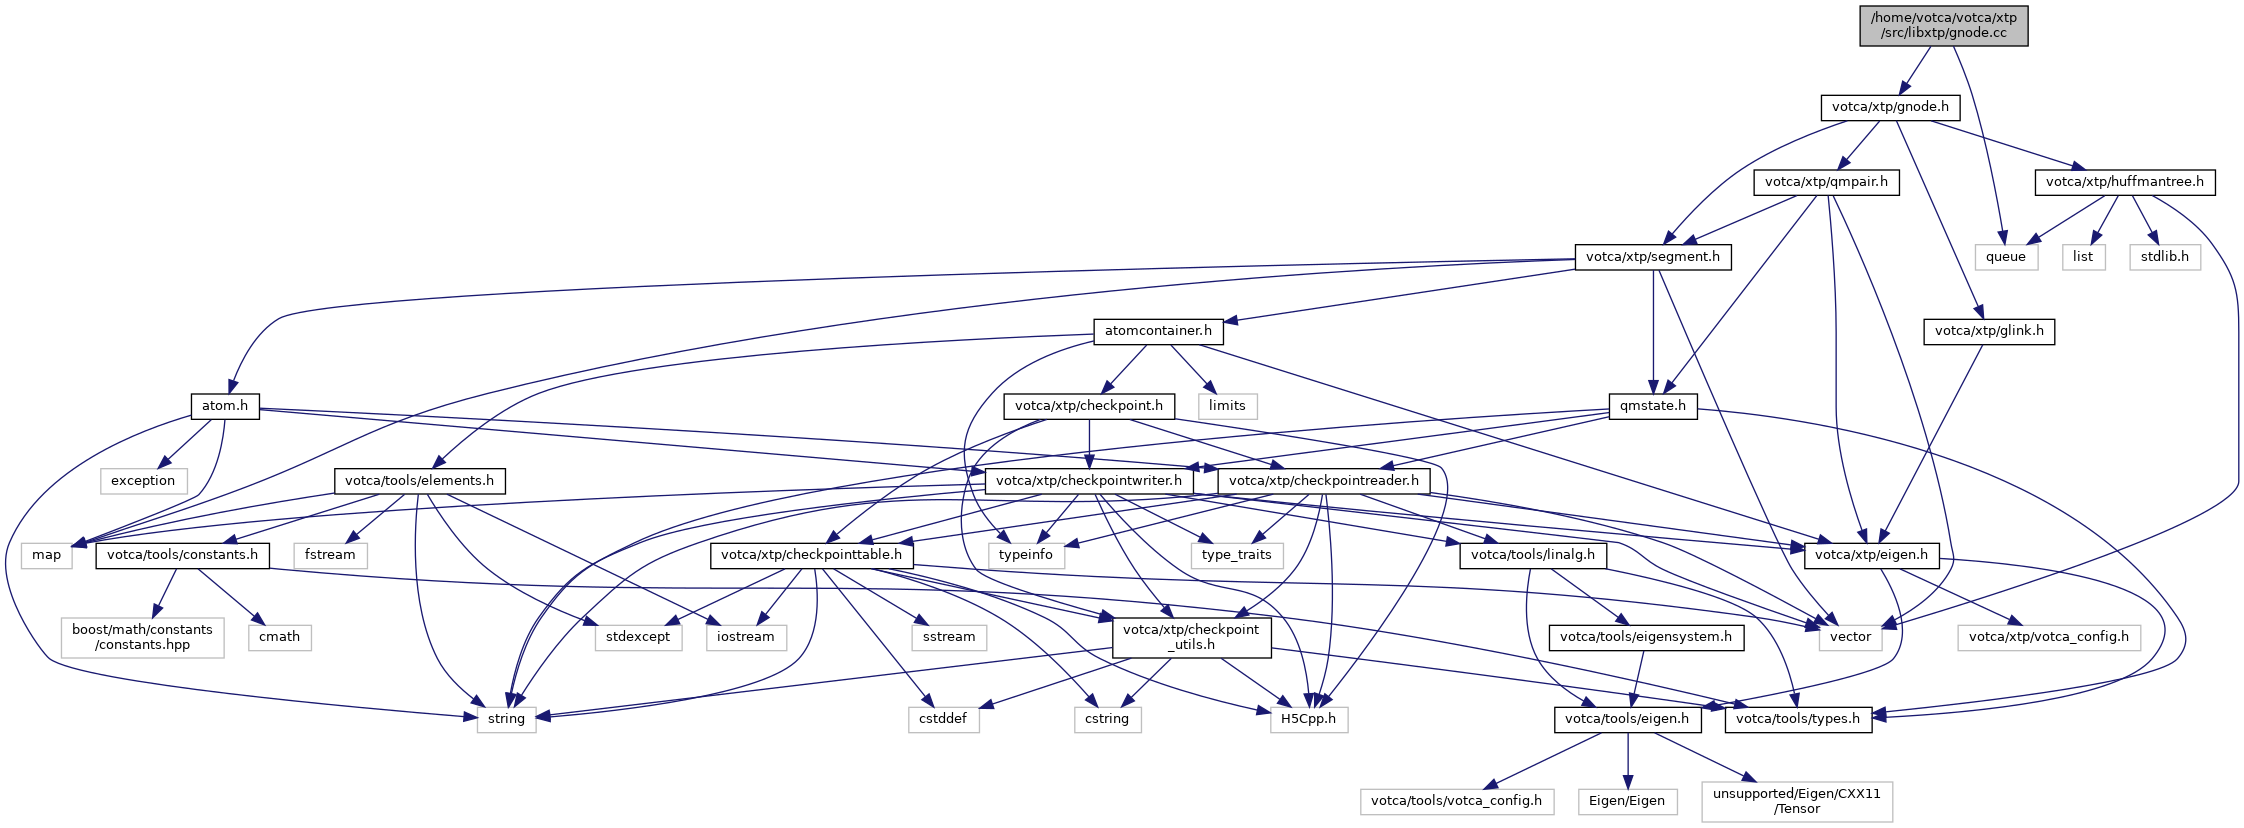 /home/votca/votca/xtp
/src/libxtp/gnode.cc
votca/xtp/gnode.h
votca/xtp/qmpair.h
votca/xtp/huffmantree.h
votca/xtp/segment.h
queue
list
stdlib.h
atomcontainer.h
votca/xtp/glink.h
atom.h
votca/xtp/checkpoint.h
limits
qmstate.h
exception
votca/tools/elements.h
votca/xtp/checkpointwriter.h
votca/xtp/checkpointreader.h
map
votca/tools/constants.h
fstream
votca/xtp/checkpointtable.h
typeinfo
type_traits
votca/tools/linalg.h
votca/xtp/eigen.h
boost/math/constants
/constants.hpp
cmath
stdexcept
iostream
sstream
votca/xtp/checkpoint
_utils.h
votca/tools/eigensystem.h
vector
votca/xtp/votca_config.h
string
cstddef
cstring
H5Cpp.h
votca/tools/eigen.h
votca/tools/types.h
votca/tools/votca_config.h
Eigen/Eigen
unsupported/Eigen/CXX11
/Tensor